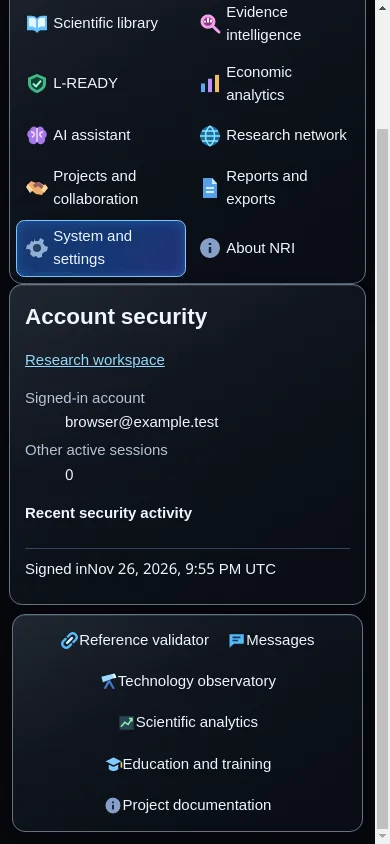 Scientific library
Evidence
intelligence
L-READY
Economic
analytics
AI assistant
Research network
Projects and
collaboration
Reports and
exports
System and
settings
About NRI
Account security
Research workspace
Signed-in account
browser@example.test
Other active sessions
0
Recent security activity
Signed inNov 26, 2026, 9:55 PM UTC
Reference validator
Messages
Technology observatory
Scientific analytics
Education and training
Project documentation